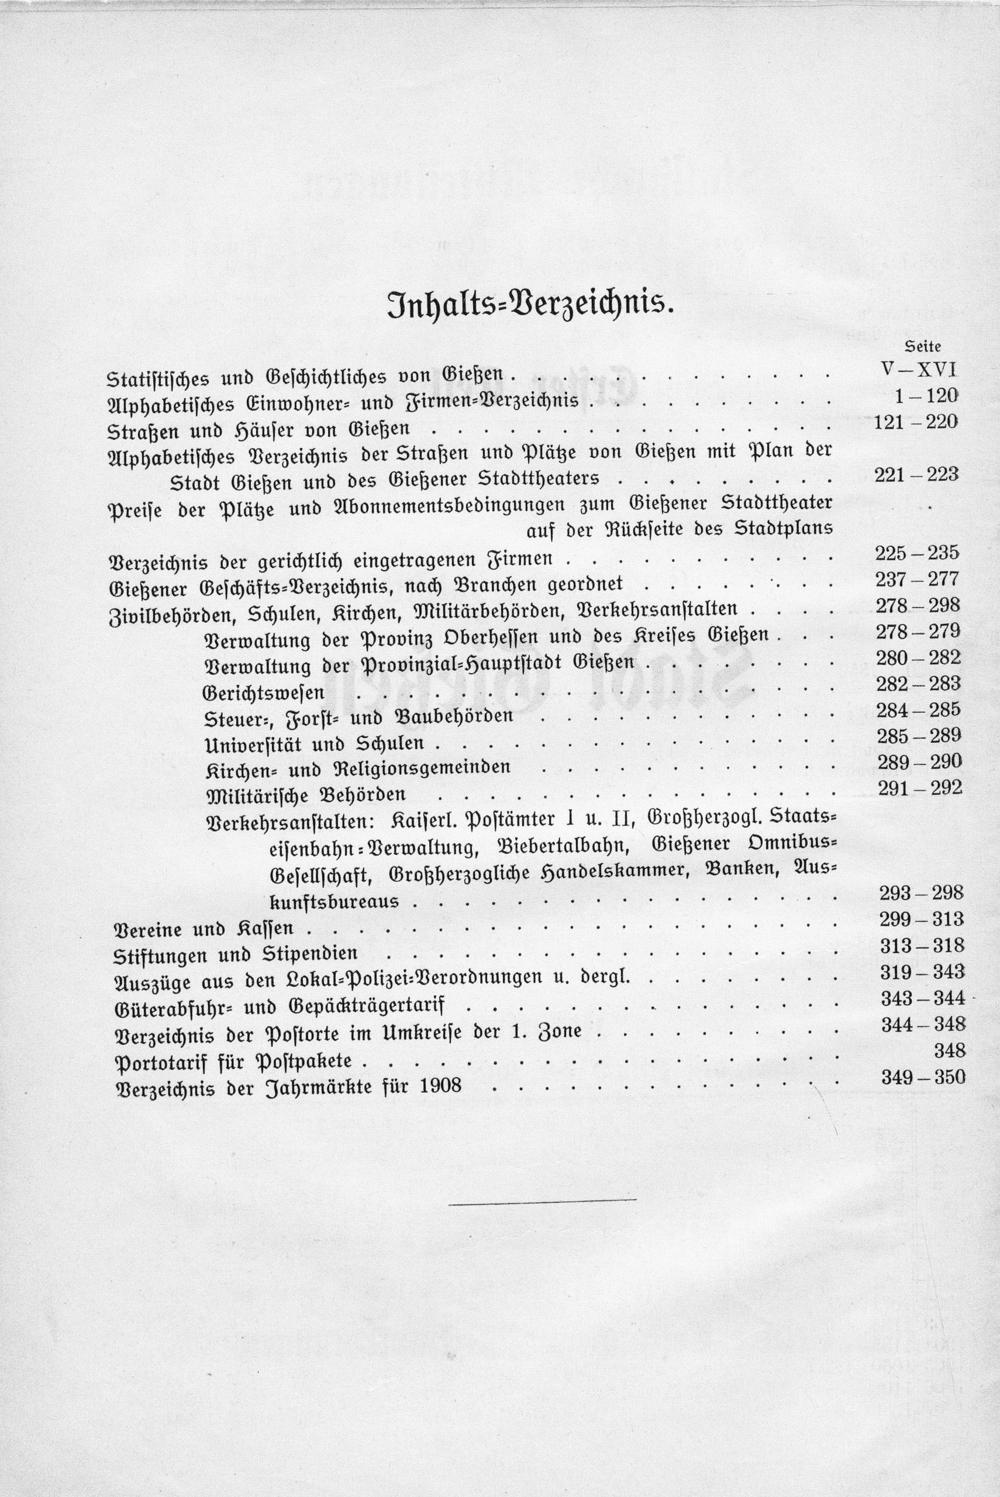 Inhalts-Verzeichnis.
Seite
Statistisches und Geschichtliches von Gießen . . . . . . . . . . . . V—XVI
Alphabetisches Einwohner- und Firmen-Verzeichnis . . . . . . . . . . 1—120
Straßen und Häuser von Gießen . . . . . . . . . . . . . . . . 121—220
Alphabetisches Verzeichnis der Straßen und Plätze von Gießen mit Plan der
Stadt Gießen und des Gießener Stadttheaters . . . . . . . . . 221—223
Preise der Plätze und Abonnementsbedingungen zum Gießener Stadttheater
auf der Rückseite des Stadtplans
Verzeichnis der gerichtlich eingetragenen Firmen . . . . . . . . . . . 225—235
Gießener Geschäfts-Verzeichnis, nach Branchen geordnet . . . . . . . . 237—277
Zivilbehörden, Schulen, Kirchen, Militärbehörden, Verkehrsanstalten . . . . 278—298
Verwaltung der Provinz Oberhessen und des Kreises Gießen . . . 278—279
Verwaltung der Provinzial-Hauptstadt Gießen . . . . . . . . 280—282
Gerichtswesen . . . . . . . . . . . . . . . . . . . 282—283
Steuer-, Forst- und Baubehörden . . . . . . . . . . . . 284—285
Universität und Schulen . . . . . . . . . . . . . . . . 285—289
Kirchen- und Religionsgemeinden . . . . . . . . . . . . 289—290
Militärische Behörden . . . . . . . . . . . . . . . . 291—292
Verkehrsanstalten: Kaiserl. Postämter I u. II, Großherzogl. Staats-
eisenbahn-Verwaltung, Biebertalbahn, Gießener Omnibus-
Gesellschaft, Großherzogliche Handelskammer, Banken, Aus-
kunftsbureaus . . . . . . . . . . . . . . . . . 293—298
Vereine und Kassen . . . . . . . . . . . . . . . . . . . . . 299—313
Stiftungen und Stipendien . . . . . . . . . . . . . . . . . . 313—318
Auszüge aus den Lokal-Polizei-Verordnungen u. dergl. . . . . . . . . 319—343
Güterabfuhr- und Gepäckträgertarif . . . . . . . . . . . . . . . 343—344
Verzeichnis der Postorte im Umkreise der 1. Zone . . . . . . . . . . 344—348
Portotarif für Postpakete . . . . . . . . . . . . . . . . . . . 348
Verzeichnis der Jahrmärkte für 1908 . . . . . . . . . . . . . . 349—350